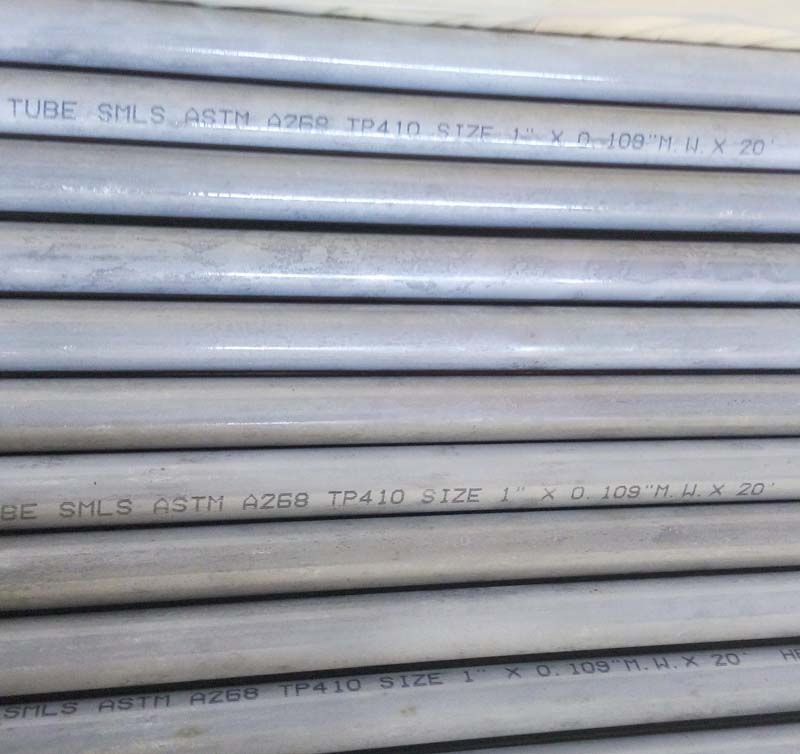 TUBE SMLS ASTM A268 TP410 SIZE 1" X 0.109"M.W.X 20'
BE SMLS ASTM A268 TP410 SIZE 1" X 0.109"M.W.X 20'
SMLS ASTM A268 TP410 SIZE 1" X 0.109"M.W.X 20' HE